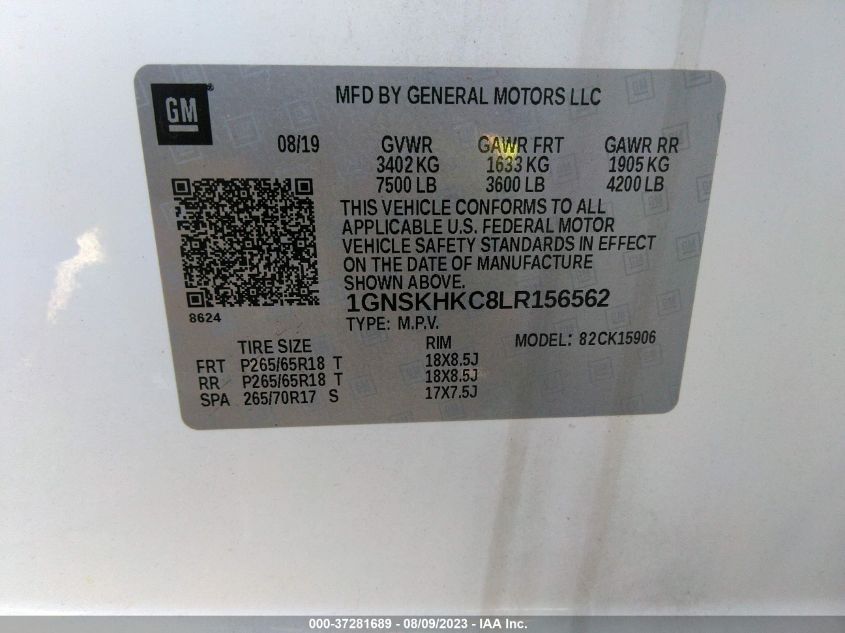 GM®
MFD BY GENERAL MOTORS LLC
08/19 GVWR GAWR FRT GAWR RR
3402 KG 1633 KG 1905 KG
7500 LB 3600 LB 4200 LB
THIS VEHICLE CONFORMS TO ALL
APPLICABLE U.S. FEDERAL MOTOR
VEHICLE SAFETY STANDARDS IN EFFECT
ON THE DATE OF MANUFACTURE
SHOWN ABOVE.
8624
1GNSKHKC8LR156562
TYPE: M.P.V. MODEL: 82CK15906
TIRE SIZE RIM
FRT P265/65R18 T 18X8.5J
RR P265/65R18 T 18X8.5J
SPA 265/70R17 S 17X7.5J
000-37281689 - 08/09/2023 - IAA Inc.